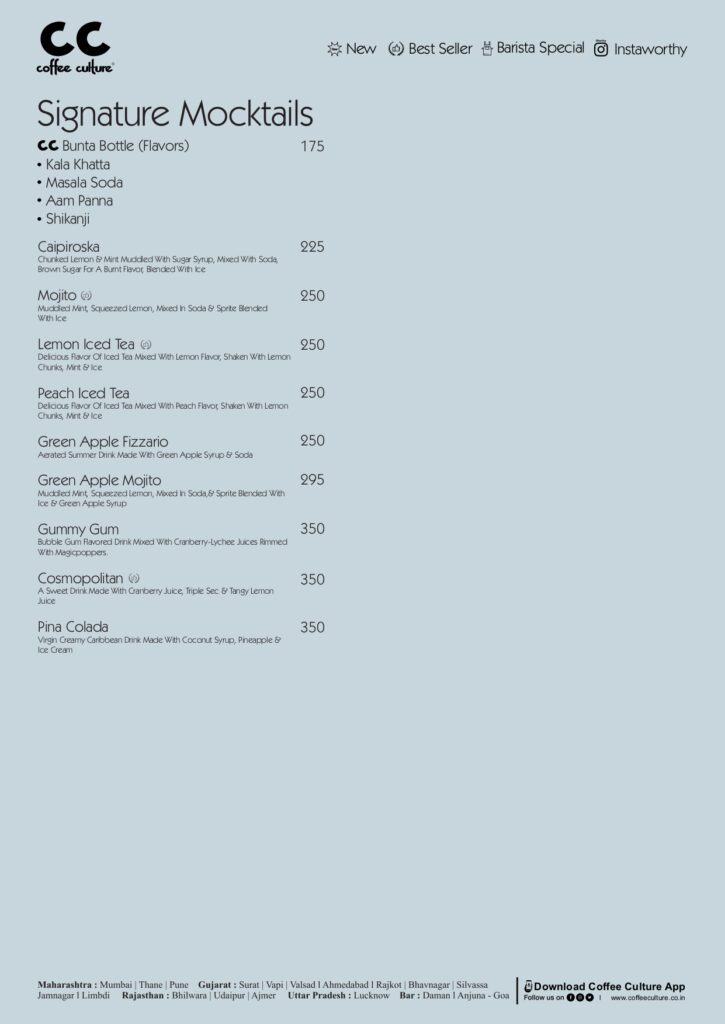 CC
coffee culture®
New Best Seller Barista Special Instaworthy
Signature Mocktails
CC Bunta Bottle (Flavors) 175
• Kala Khatta
• Masala Soda
• Aam Panna
• Shikanji
Caipiroska 225
Chunked Lemon & Mint Muddled With Sugar Syrup, Mixed With Soda,
Brown Sugar For A Burnt Flavor, Blended With Ice
Mojito 250
Muddled Mint, Squeezed Lemon, Mixed In Soda & Sprite Blended
With Ice
Lemon Iced Tea 250
Delicious Flavor Of Iced Tea Mixed With Lemon Flavor, Shaken With Lemon
Chunks, Mint & Ice
Peach Iced Tea 250
Delicious Flavor Of Iced Tea Mixed With Peach Flavor, Shaken With Lemon
Chunks, Mint & Ice
Green Apple Fizzario 250
Aerated Summer Drink Made With Green Apple Syrup & Soda
Green Apple Mojito 295
Muddled Mint, Squeezed Lemon, Mixed In Soda,& Sprite Blended With
Ice & Green Apple Syrup
Gummy Gum 350
Bubble Gum Flavored Drink Mixed With Cranberry-Lychee Juices Rimmed
With Magicpoppers.
Cosmopolitan 350
A Sweet Drink Made With Cranberry Juice, Triple Sec & Tangy Lemon
Juice
Pina Colada 350
Virgin Creamy Caribbean Drink Made With Coconut Syrup, Pineapple &
Ice Cream
Maharashtra : Mumbai | Thane | Pune Gujarat : Surat | Vapi | Valsad l Ahmedabad l Rajkot | Bhavnagar | Silvassa
Jamnagar l Limbdi Rajasthan : Bhilwara | Udaipur | Ajmer Uttar Pradesh : Lucknow Bar : Daman l Anjuna - Goa
Download Coffee Culture App
Follow us on | www.coffeeculture.co.in